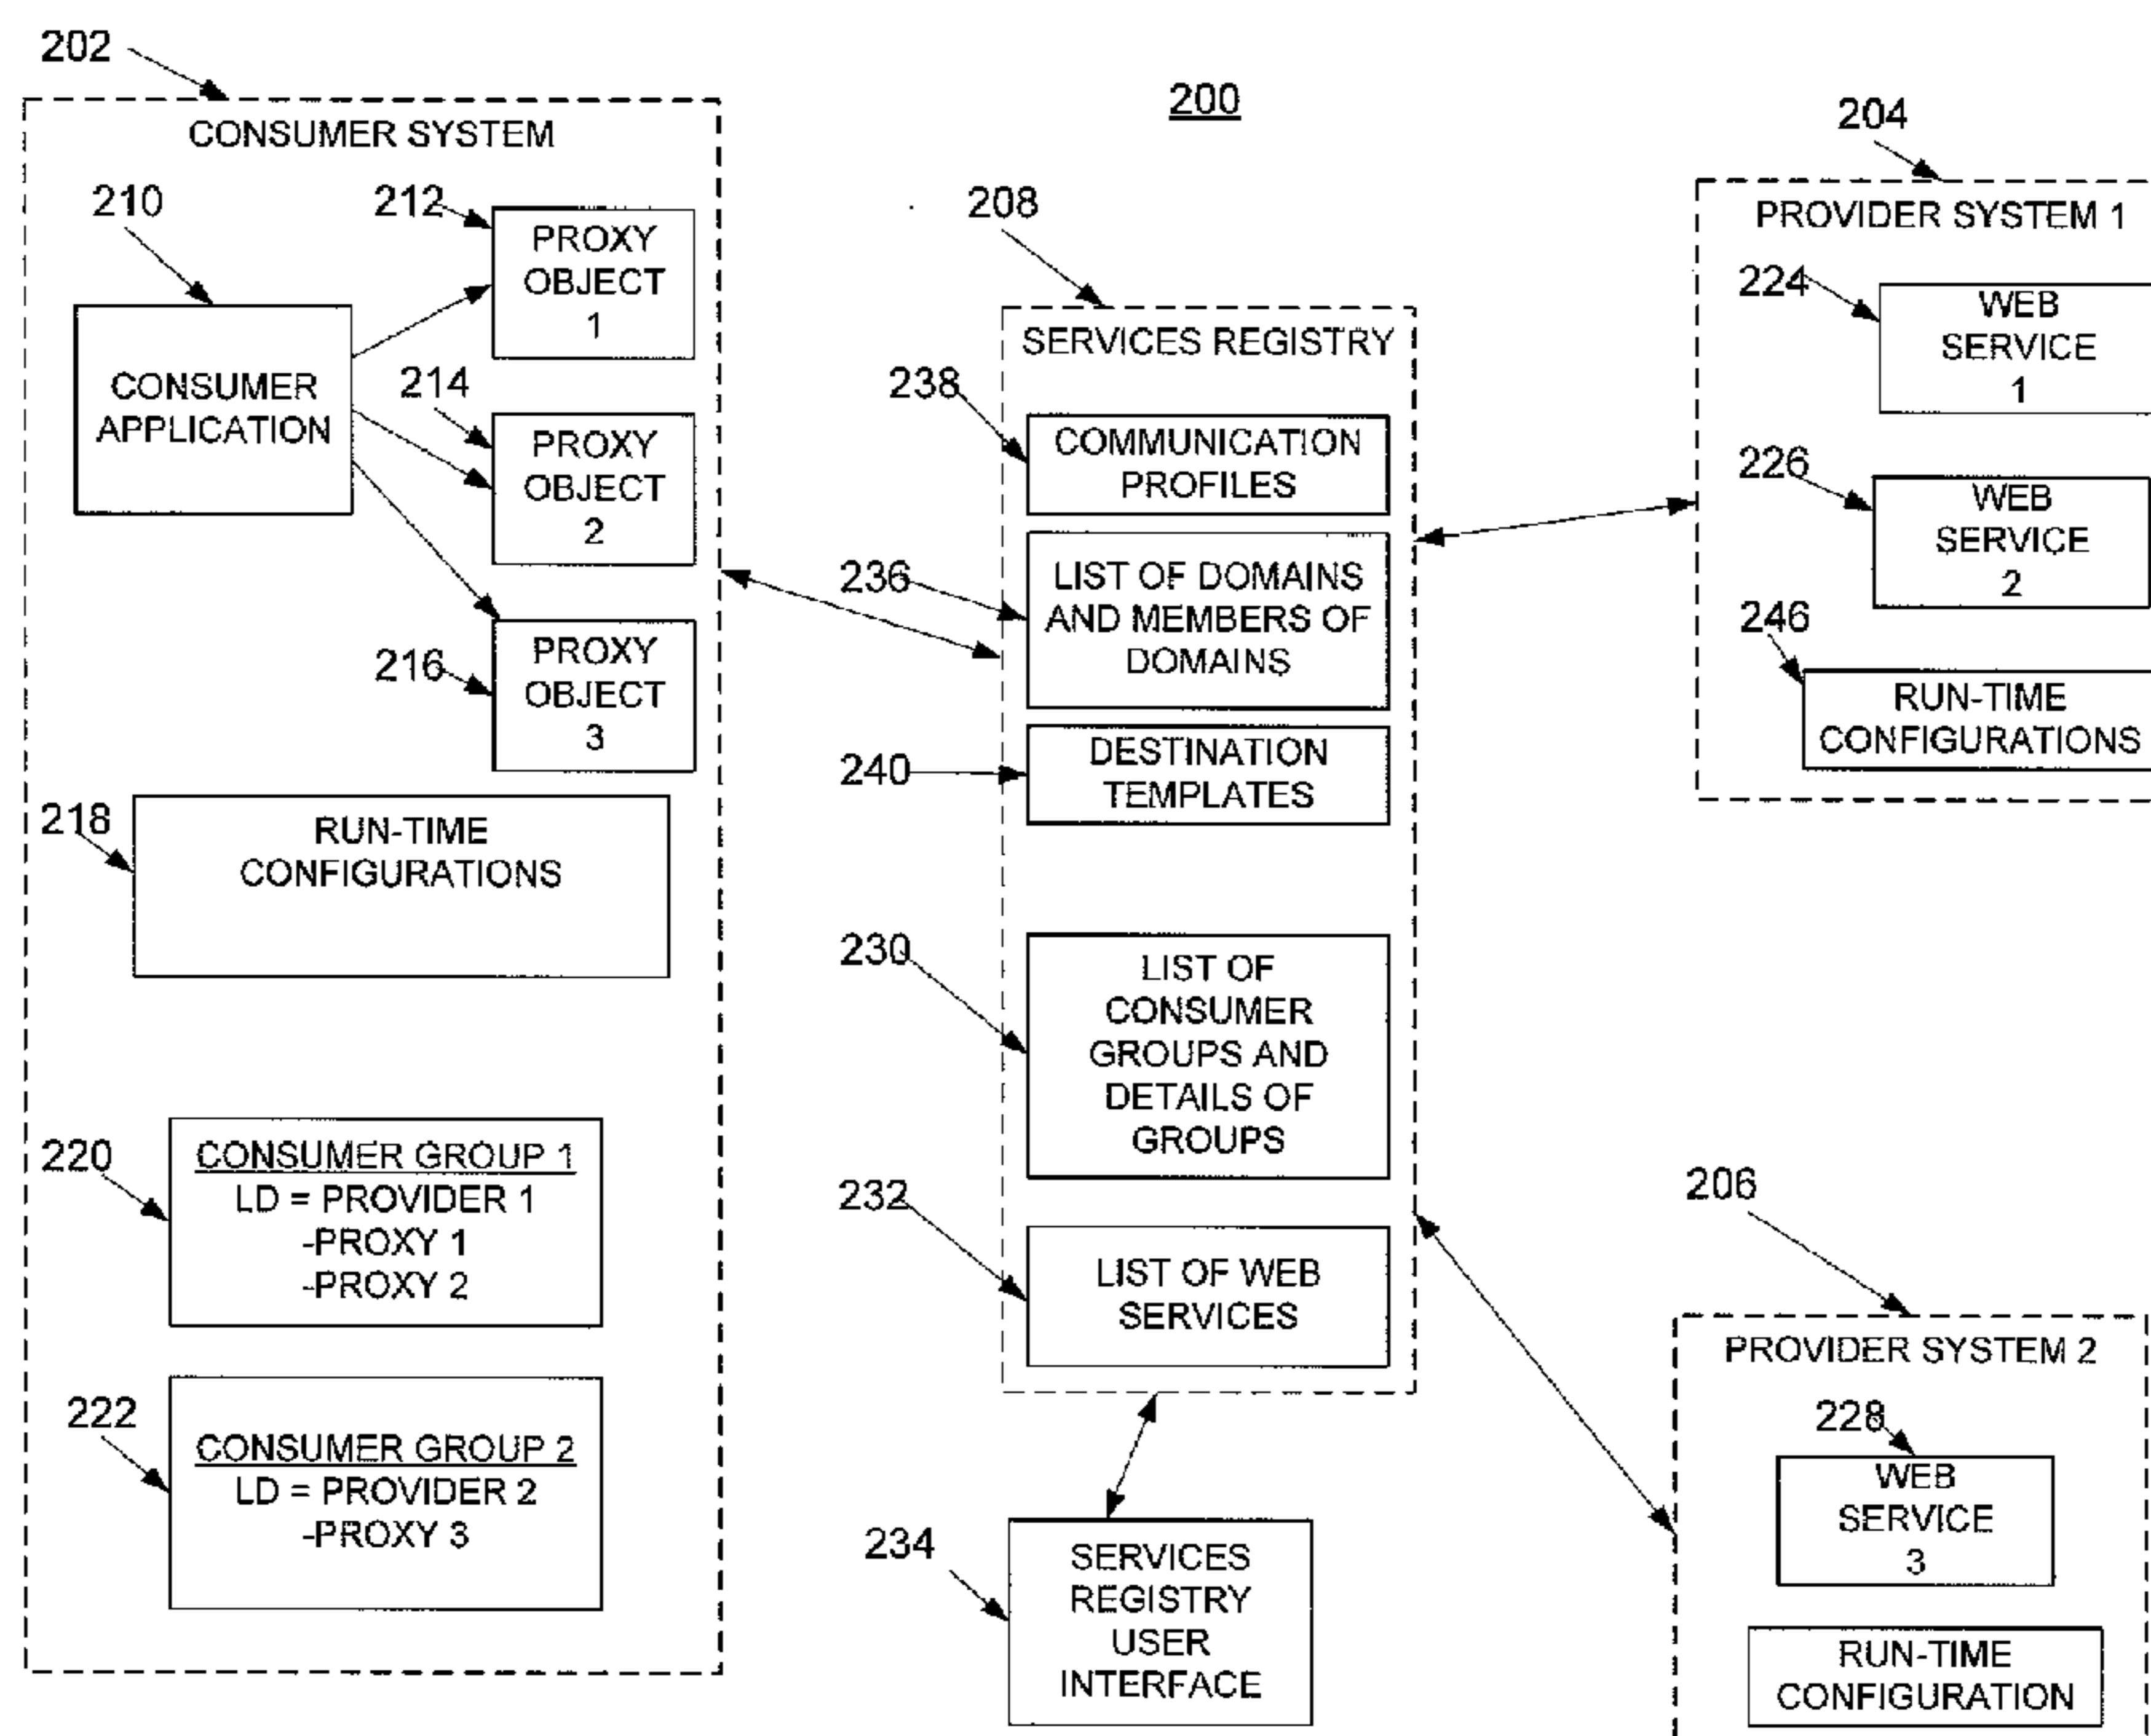 202
CONSUMER SYSTEM
210
CONSUMER
APPLICATION
212
PROXY
OBJECT
1
214
PROXY
OBJECT
2
216
PROXY
OBJECT
3
218
RUN-TIME
CONFIGURATIONS
220
CONSUMER GROUP 1
LD = PROVIDER 1
-PROXY 1
-PROXY 2
222
CONSUMER GROUP 2
LD = PROVIDER 2
-PROXY 3
200
208
SERVICES REGISTRY
238
COMMUNICATION
PROFILES
236
LIST OF DOMAINS
AND MEMBERS OF
DOMAINS
240
DESTINATION
TEMPLATES
230
LIST OF
CONSUMER
GROUPS AND
DETAILS OF
GROUPS
232
LIST OF WEB
SERVICES
234
SERVICES
REGISTRY
USER
INTERFACE
204
PROVIDER SYSTEM 1
224
WEB
SERVICE
1
226
WEB
SERVICE
2
246
RUN-TIME
CONFIGURATIONS
206
PROVIDER SYSTEM 2
228
WEB
SERVICE
3
RUN-TIME
CONFIGURATION